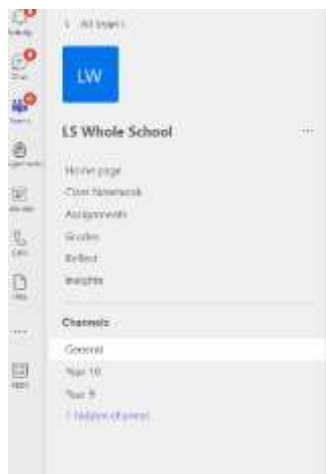 Activity
All teams
Chat
LW
Teams
LS Whole School
...
Home page
Assignments
Class Notebook
Assignments
Grades
Calls
Reflect
Files
Insights
Channels
...
General
Year 10
Apps
Year 9
1 hidden channel